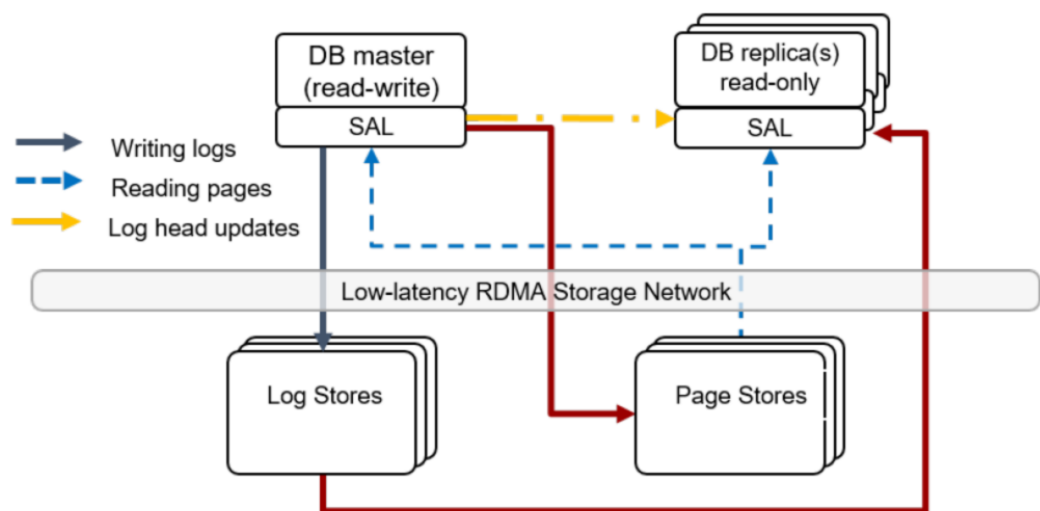 DB master
(read-write)
SAL
DB replica(s)
read-only
SAL
Writing logs
Reading pages
Log head updates
Low-latency RDMA Storage Network
Log Stores
Page Stores